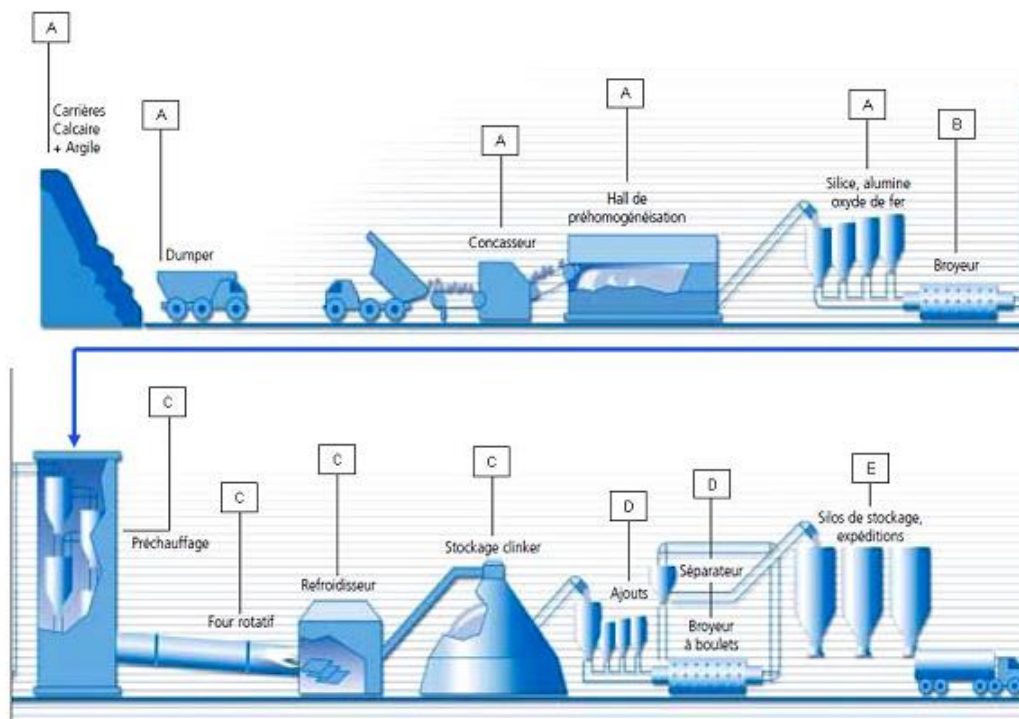 A
Carrières
Calcaire
+ Argile
A
Dumper
A
Concasseur
A
Hall de
préhomogénéisation
A
Silice, alumine
oxyde de fer
B
Broyeur
C
Préchauffage
C
Four rotatif
C
Refroidisseur
C
Stockage clinker
D
Ajouts
D
Séparateur
Broyeur
à boulets
E
Silos de stockage,
expéditions